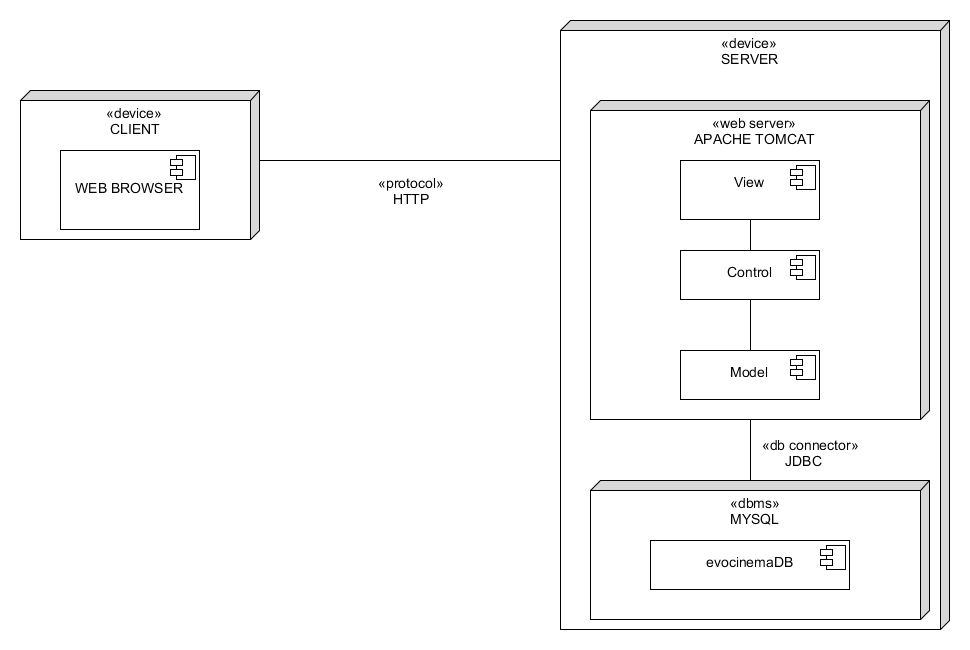 «device»
CLIENT
WEB BROWSER
«protocol»
HTTP
«device»
SERVER
«web server»
APACHE TOMCAT
View
Control
Model
«db connector»
JDBC
«dbms»
MYSQL
evocinemaDB